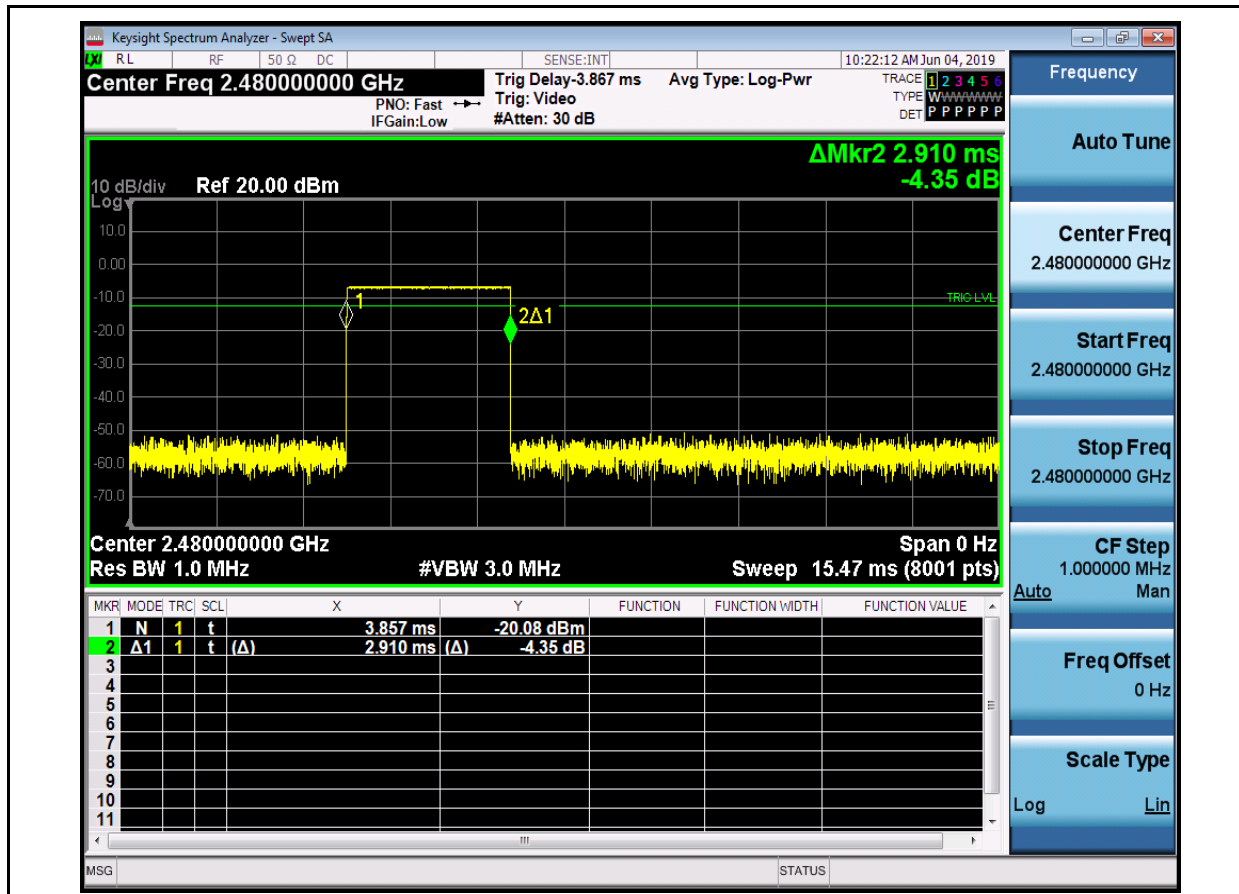 Keysight Spectrum Analyzer - Swept SA
LXI RL RF 50 Ω DC SENSE:INT 10:22:12 AM Jun 04, 2019
Center Freq 2.480000000 GHz
PNO: Fast
IFGain:Low
Trig Delay-3.867 ms
Trig: Video
#Atten: 30 dB
Avg Type: Log-Pwr
TRACE 1 2 3 4 5 6
TYPE WWWWWW
DET P P P P P P
ΔMkr2 2.910 ms
-4.35 dB
10 dB/div Ref 20.00 dBm
Log
10.0
0.00
-10.0
TRIG LVL
1
2Δ1
-20.0
-30.0
-40.0
-50.0
-60.0
-70.0
Center 2.480000000 GHz Span 0 Hz
Res BW 1.0 MHz #VBW 3.0 MHz Sweep 15.47 ms (8001 pts)
MKR MODE TRC SCL X Y FUNCTION FUNCTION WIDTH FUNCTION VALUE
1 N 1 t 3.857 ms -20.08 dBm
2 Δ1 1 t (Δ) 2.910 ms (Δ) -4.35 dB
3
4
5
6
7
8
9
10
11
MSG STATUS
Frequency
Auto Tune
Center Freq
2.480000000 GHz
Start Freq
2.480000000 GHz
Stop Freq
2.480000000 GHz
CF Step
1.000000 MHz
Auto Man
Freq Offset
0 Hz
Scale Type
Log Lin